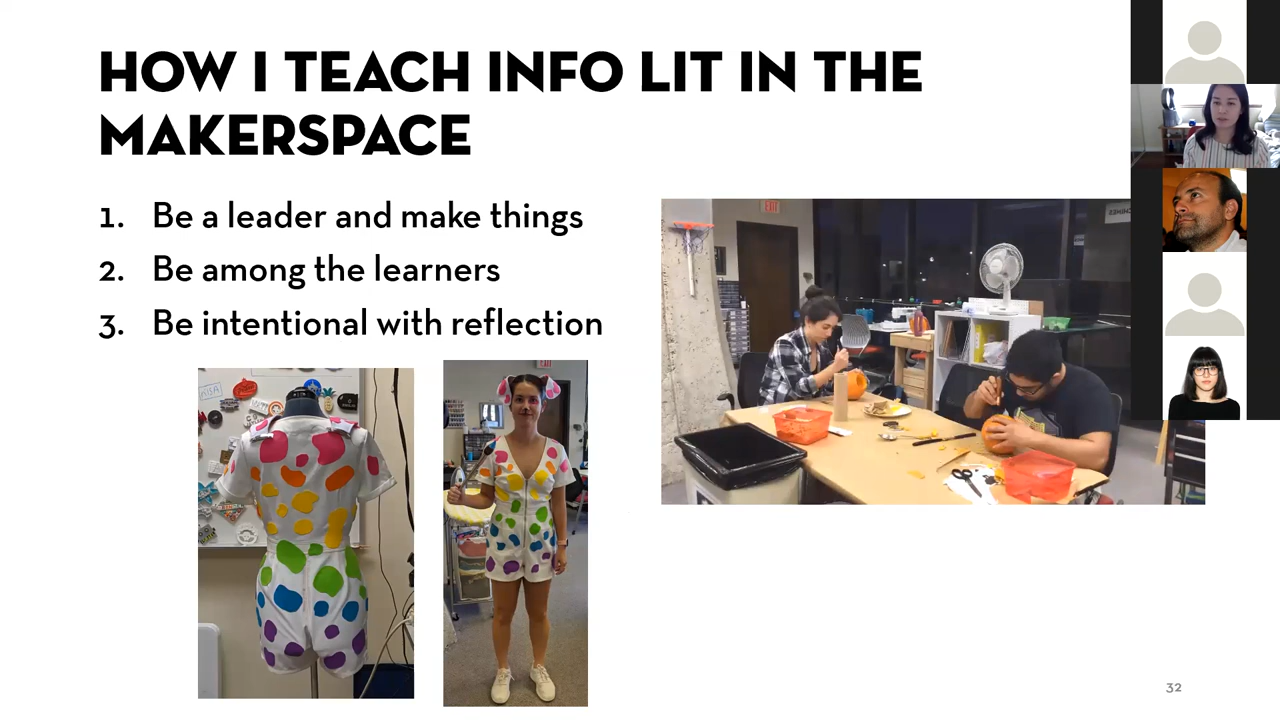 HOW I TEACH INFO LIT IN THE
MAKERSPACE
1. Be a leader and make things
2. Be among the learners
3. Be intentional with reflection
EXIT
32